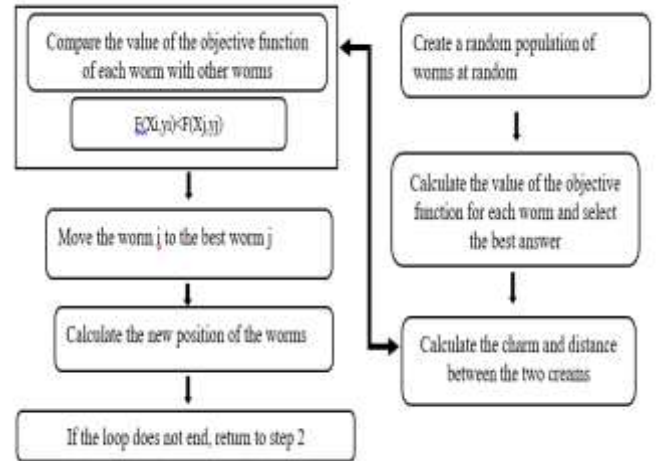 Compare the value of the objective function
of each worm with other worms
F(Xi,yi)<F(Xj,yj)
Move the worm i to the best worm j
Calculate the new position of the worms
If the loop does not end, return to step 2
Create a random population of
worms at random
Calculate the value of the objective
function for each worm and select
the best answer
Calculate the charm and distance
between the two creams